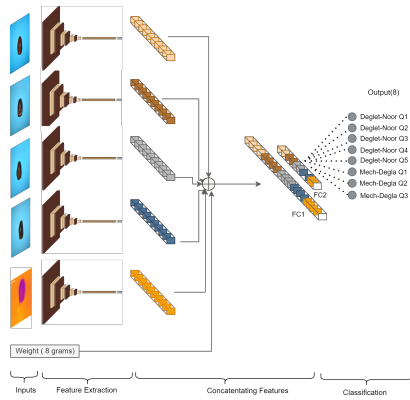 Output(8)
Deglet-Noor Q1
Deglet-Noor Q2
Deglet-Noor Q3
Deglet-Noor Q4
Deglet-Noor Q5
Mech-Degla Q1
Mech-Degla Q2
Mech-Degla Q3
FC2
FC1
Weight ( 8 grams)
Inputs
Feature Extraction
Concatentating Features
Classification